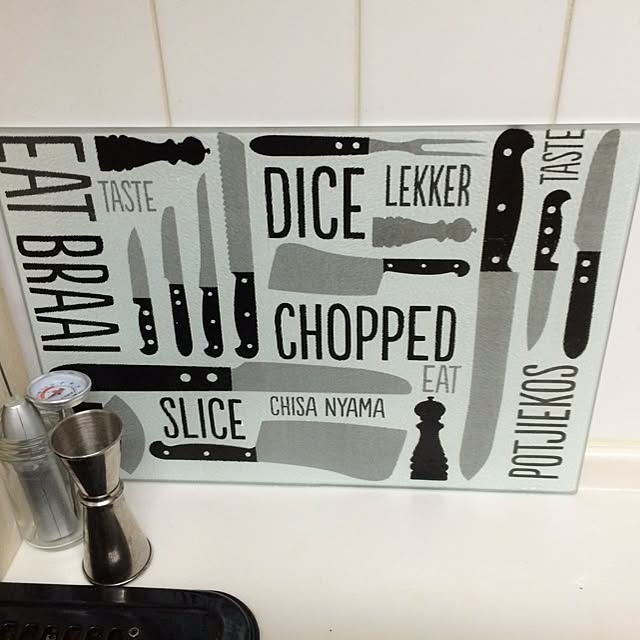 EAT BRAAI
TASTE
DICE
LEKKER
TASTE
CHOPPED
EAT
SLICE
CHISA NYAMA
POTJIEKOS